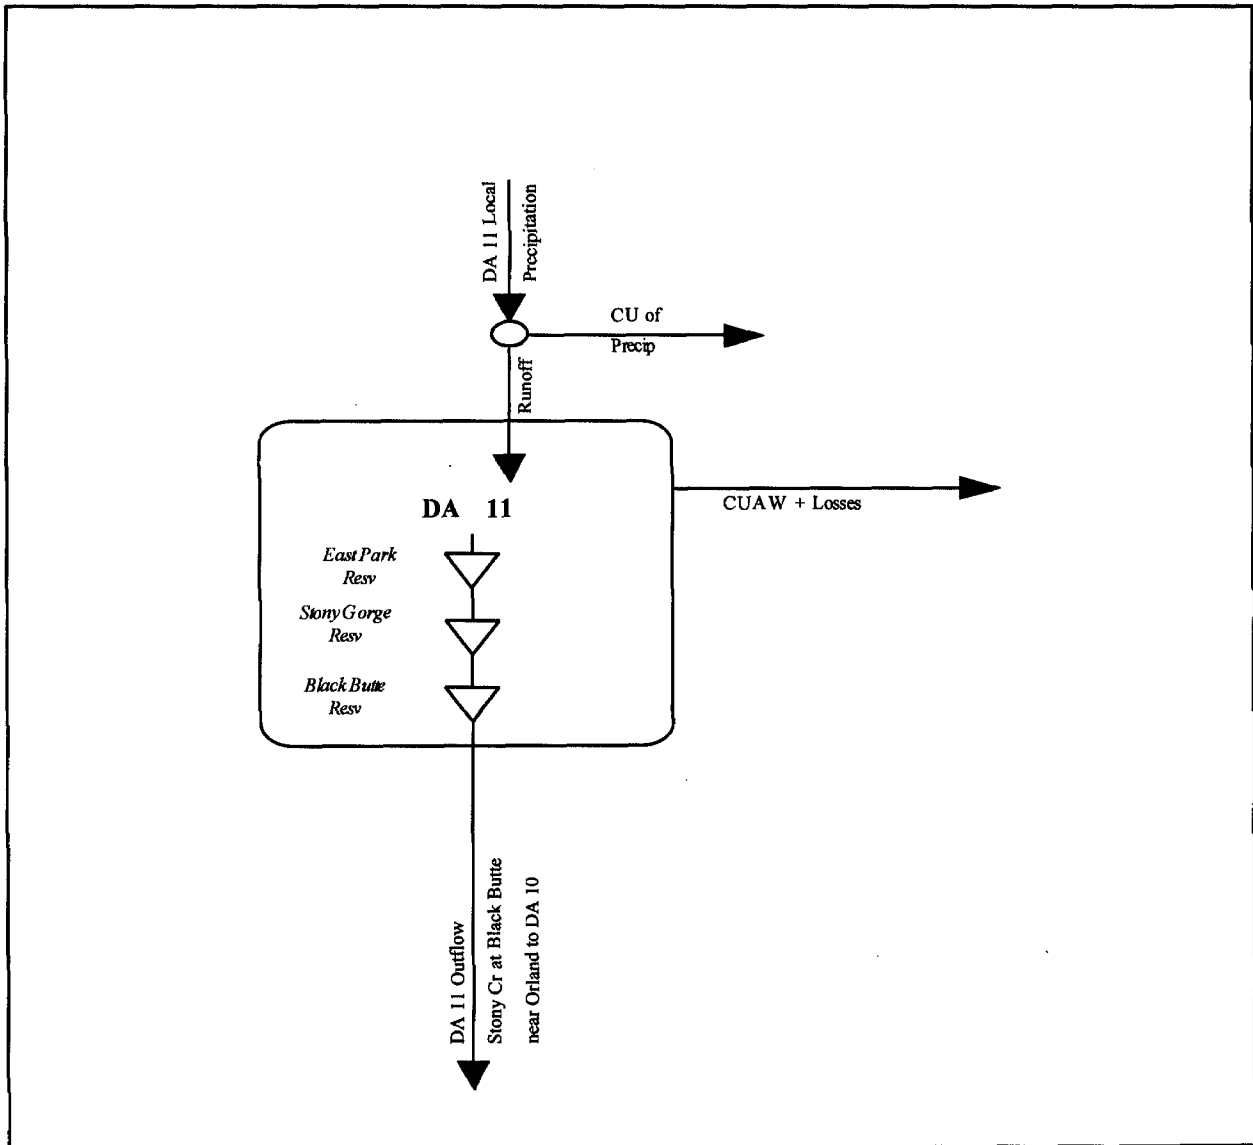 DA 11 Local
Precipitation
CU of
Precip
Runoff
CUAW + Losses
DA 11
East Park
Resv
Stony Gorge
Resv
Black Butte
Resv
DA 11 Outflow
Stony Cr at Black Butte
near Orland to DA 10